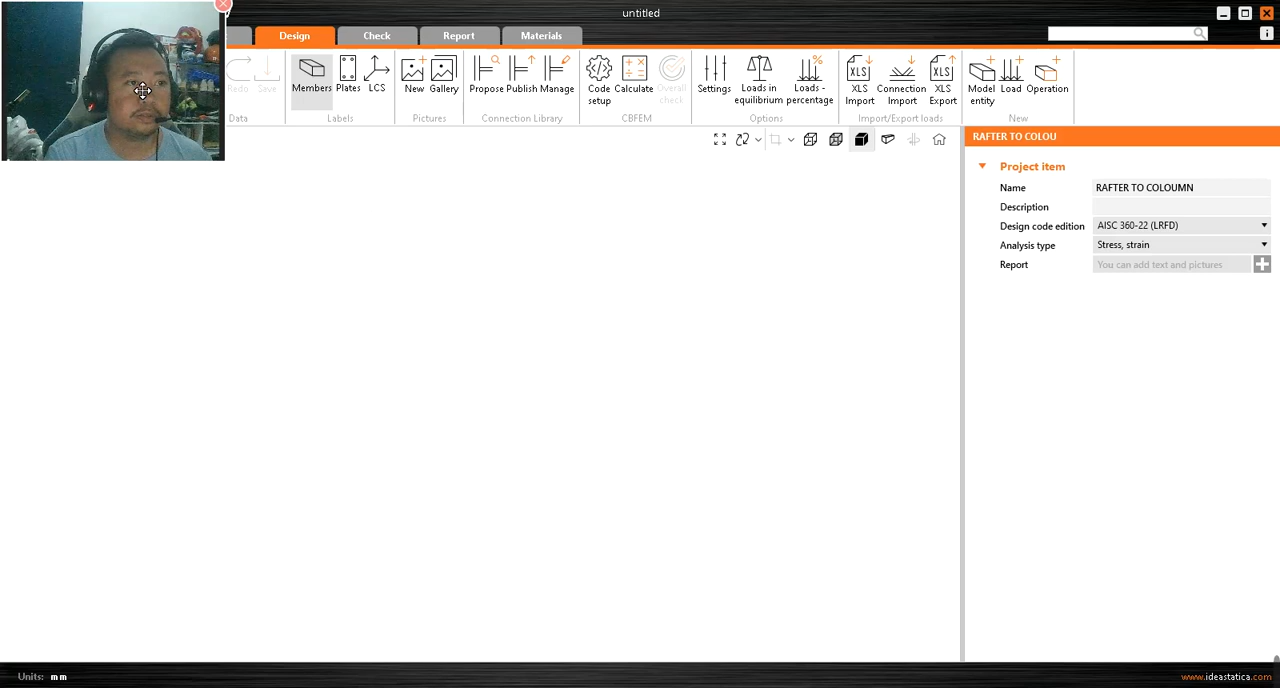 untitled
Design
Check
Report
Materials
Redo
Save
Members
Plates
LCS
New
Gallery
Propose
Publish
Manage
Code setup
Calculate
Overall check
Settings
Loads in equilibrium
Loads - percentage
XLS Import
Connection Import
XLS Export
Model entity
Load
Operation
Data
Labels
Pictures
Connection Library
CBFEM
Options
Import/Export loads
New
RAFTER TO COLOU
Project item
Name RAFTER TO COLOUMN
Description
Design code edition AISC 360-22 (LRFD)
Analysis type Stress, strain
Report You can add text and pictures
Units: mm
www.ideastatica.com